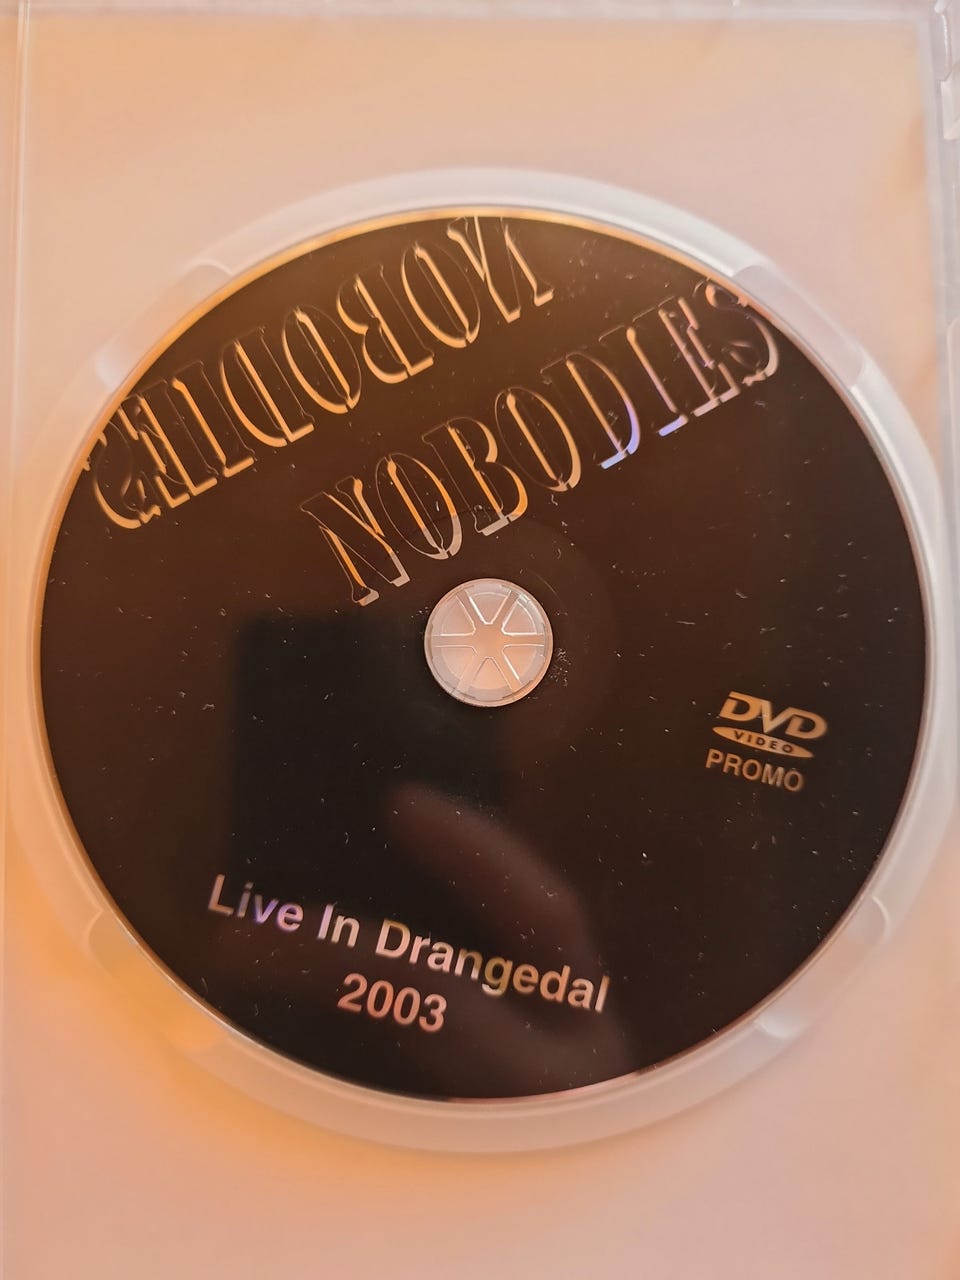 NOBODIES
NOBODIES
DVD
VIDEO
PROMO
Live In Drangedal
2003